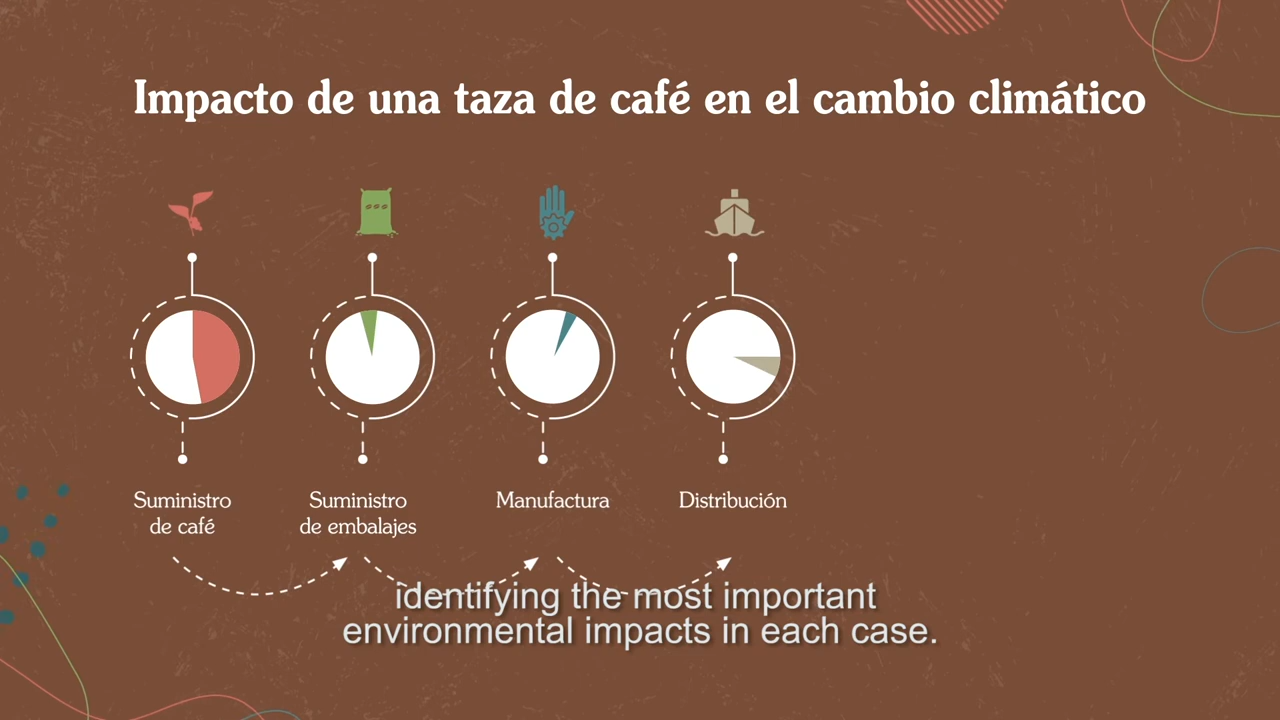 Impacto de una taza de café en el cambio climático
Suministro
de café
Suministro
de embalajes
Manufactura
Distribución
identifying the most important
environmental impacts in each case.